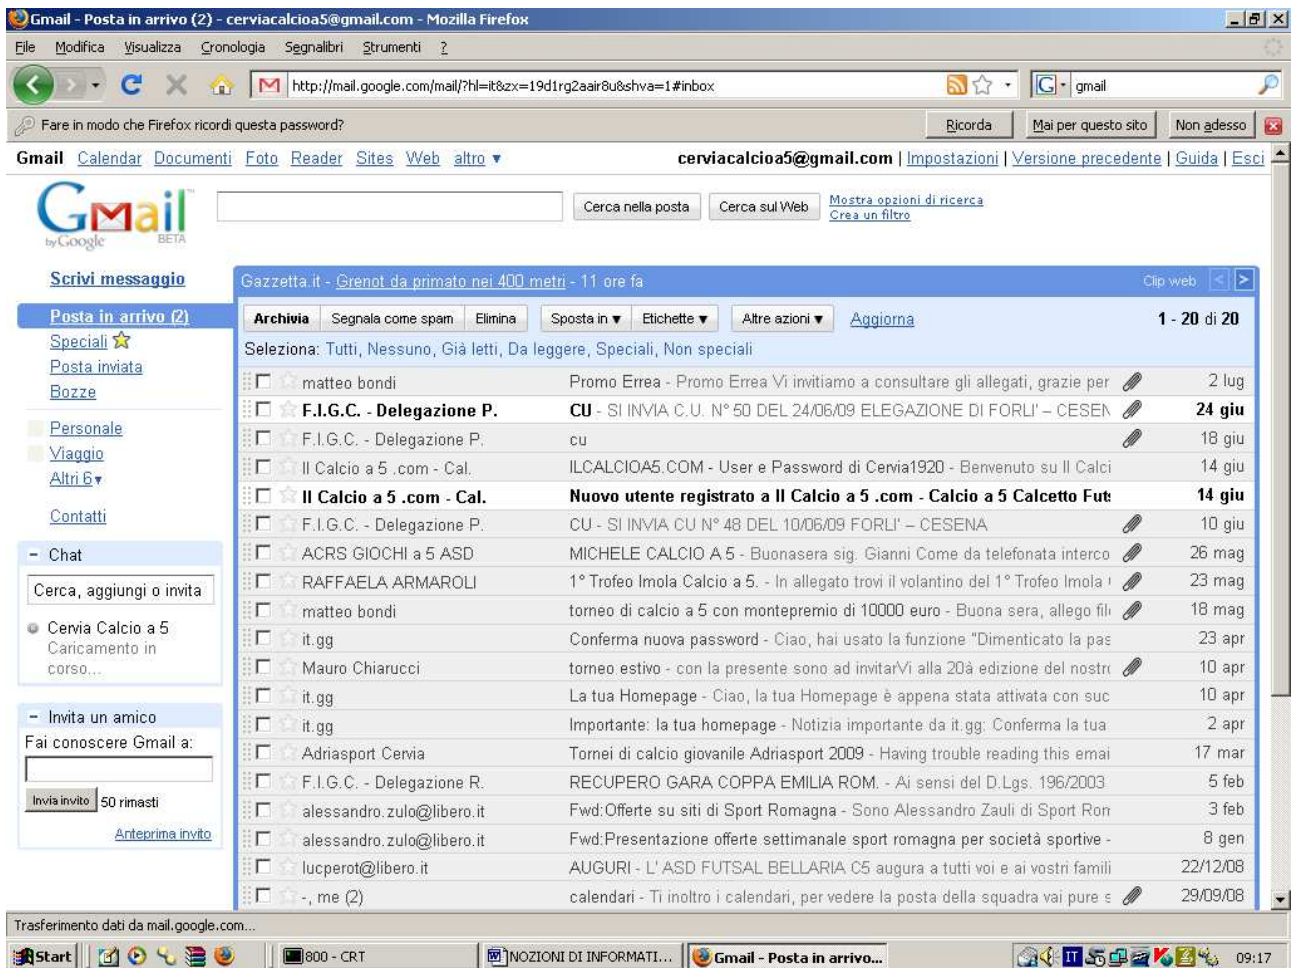 Gmail - Posta in arrivo (2) - cerviacalcioa5@gmail.com - Mozilla Firefox
File Modifica Visualizza Cronologia Segnalibri Strumenti ?
http://mail.google.com/mail/?hl=it&zx=19d1rg2aair8u&shva=1#inbox G gmail
Fare in modo che Firefox ricordi questa password? Ricorda Mai per questo sito Non adesso
Gmail Calendar Documenti Foto Reader Sites Web altro ▼ cerviacalcioa5@gmail.com | Impostazioni | Versione precedente | Guida | Esci
Gmail by Google BETA
Cerca nella posta Cerca sul Web Mostra opzioni di ricerca
Crea un filtro
Scrivi messaggio
Posta in arrivo (2)
Speciali
Posta inviata
Bozze
Personale
Viaggio
Altri 6▼
Contatti
– Chat
Cerca, aggiungi o invita
Cervia Calcio a 5
Caricamento in
corso...
– Invita un amico
Fai conoscere Gmail a:
Invia invito 50 rimasti
Anteprima invito
Gazzetta.it - Grenot da primato nei 400 metri - 11 ore fa Clip web < >
Archivia Segnala come spam Elimina Sposta in ▼ Etichette ▼ Altre azioni ▼ Aggiorna 1 - 20 di 20
Seleziona: Tutti, Nessuno, Già letti, Da leggere, Speciali, Non speciali
matteo bondi Promo Errea - Promo Errea Vi invitiamo a consultare gli allegati, grazie per 2 lug
F.I.G.C. - Delegazione P. CU - SI INVIA C.U. N° 50 DEL 24/06/09 ELEGAZIONE DI FORLI' – CESEN 24 giu
F.I.G.C. - Delegazione P. cu 18 giu
Il Calcio a 5 .com - Cal. ILCALCIOA5.COM - User e Password di Cervia1920 - Benvenuto su Il Calci 14 giu
Il Calcio a 5 .com - Cal. Nuovo utente registrato a Il Calcio a 5 .com - Calcio a 5 Calcetto Futs 14 giu
F.I.G.C. - Delegazione P. CU - SI INVIA CU N° 48 DEL 10/06/09 FORLI' – CESENA 10 giu
ACRS GIOCHI a 5 ASD MICHELE CALCIO A 5 - Buonasera sig. Gianni Come da telefonata interco 26 mag
RAFFAELA ARMAROLI 1° Trofeo Imola Calcio a 5. - In allegato trovi il volantino del 1° Trofeo Imola 23 mag
matteo bondi torneo di calcio a 5 con montepremio di 10000 euro - Buona sera, allego file 18 mag
it.gg Conferma nuova password - Ciao, hai usato la funzione "Dimenticato la pas 23 apr
Mauro Chiarucci torneo estivo - con la presente sono ad invitarVi alla 20à edizione del nostro 10 apr
it.gg La tua Homepage - Ciao, la tua Homepage è appena stata attivata con suc 10 apr
it.gg Importante: la tua homepage - Notizia importante da it.gg: Conferma la tua 2 apr
Adriasport Cervia Tornei di calcio giovanile Adriasport 2009 - Having trouble reading this emai 17 mar
F.I.G.C. - Delegazione R. RECUPERO GARA COPPA EMILIA ROM. - Ai sensi del D.Lgs. 196/2003 5 feb
alessandro.zulo@libero.it Fwd:Offerte su siti di Sport Romagna - Sono Alessandro Zauli di Sport Rom 3 feb
alessandro.zulo@libero.it Fwd:Presentazione offerte settimanale sport romagna per società sportive - 8 gen
lucperot@libero.it AUGURI - L' ASD FUTSAL BELLARIA C5 augura a tutti voi e ai vostri famili 22/12/08
-, me (2) calendari - Ti inoltro i calendari, per vedere la posta della squadra vai pure s 29/09/08
Trasferimento dati da mail.google.com...
Start 800 - CRT NOZIONI DI INFORMATI... Gmail - Posta in arrivo... IT 09:17